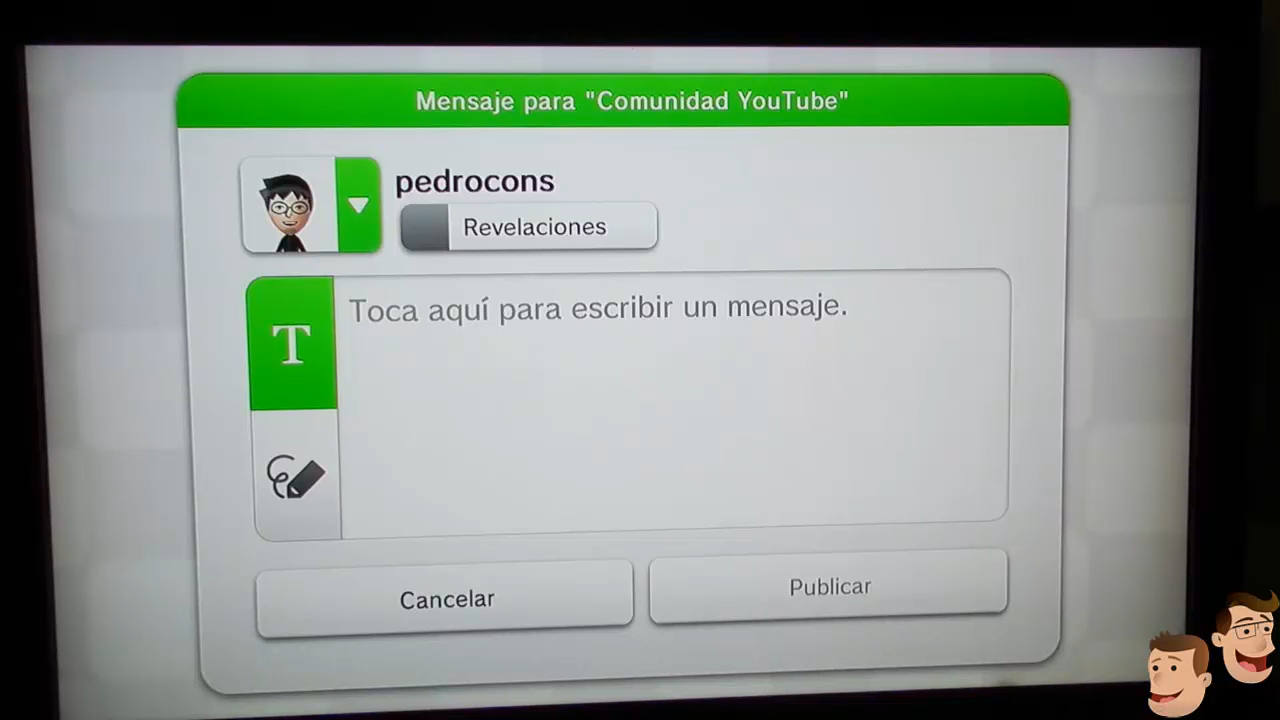 Mensaje para "Comunidad YouTube"
pedrocons
Revelaciones
T
Toca aquí para escribir un mensaje.
Cancelar
Publicar